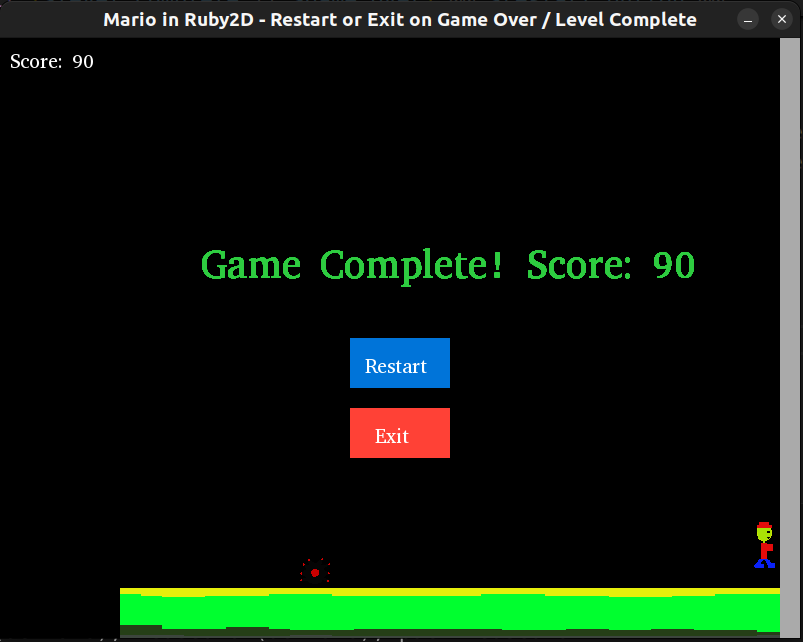 Mario in Ruby2D - Restart or Exit on Game Over / Level Complete
Score: 90
Game Complete! Score: 90
Restart
Exit